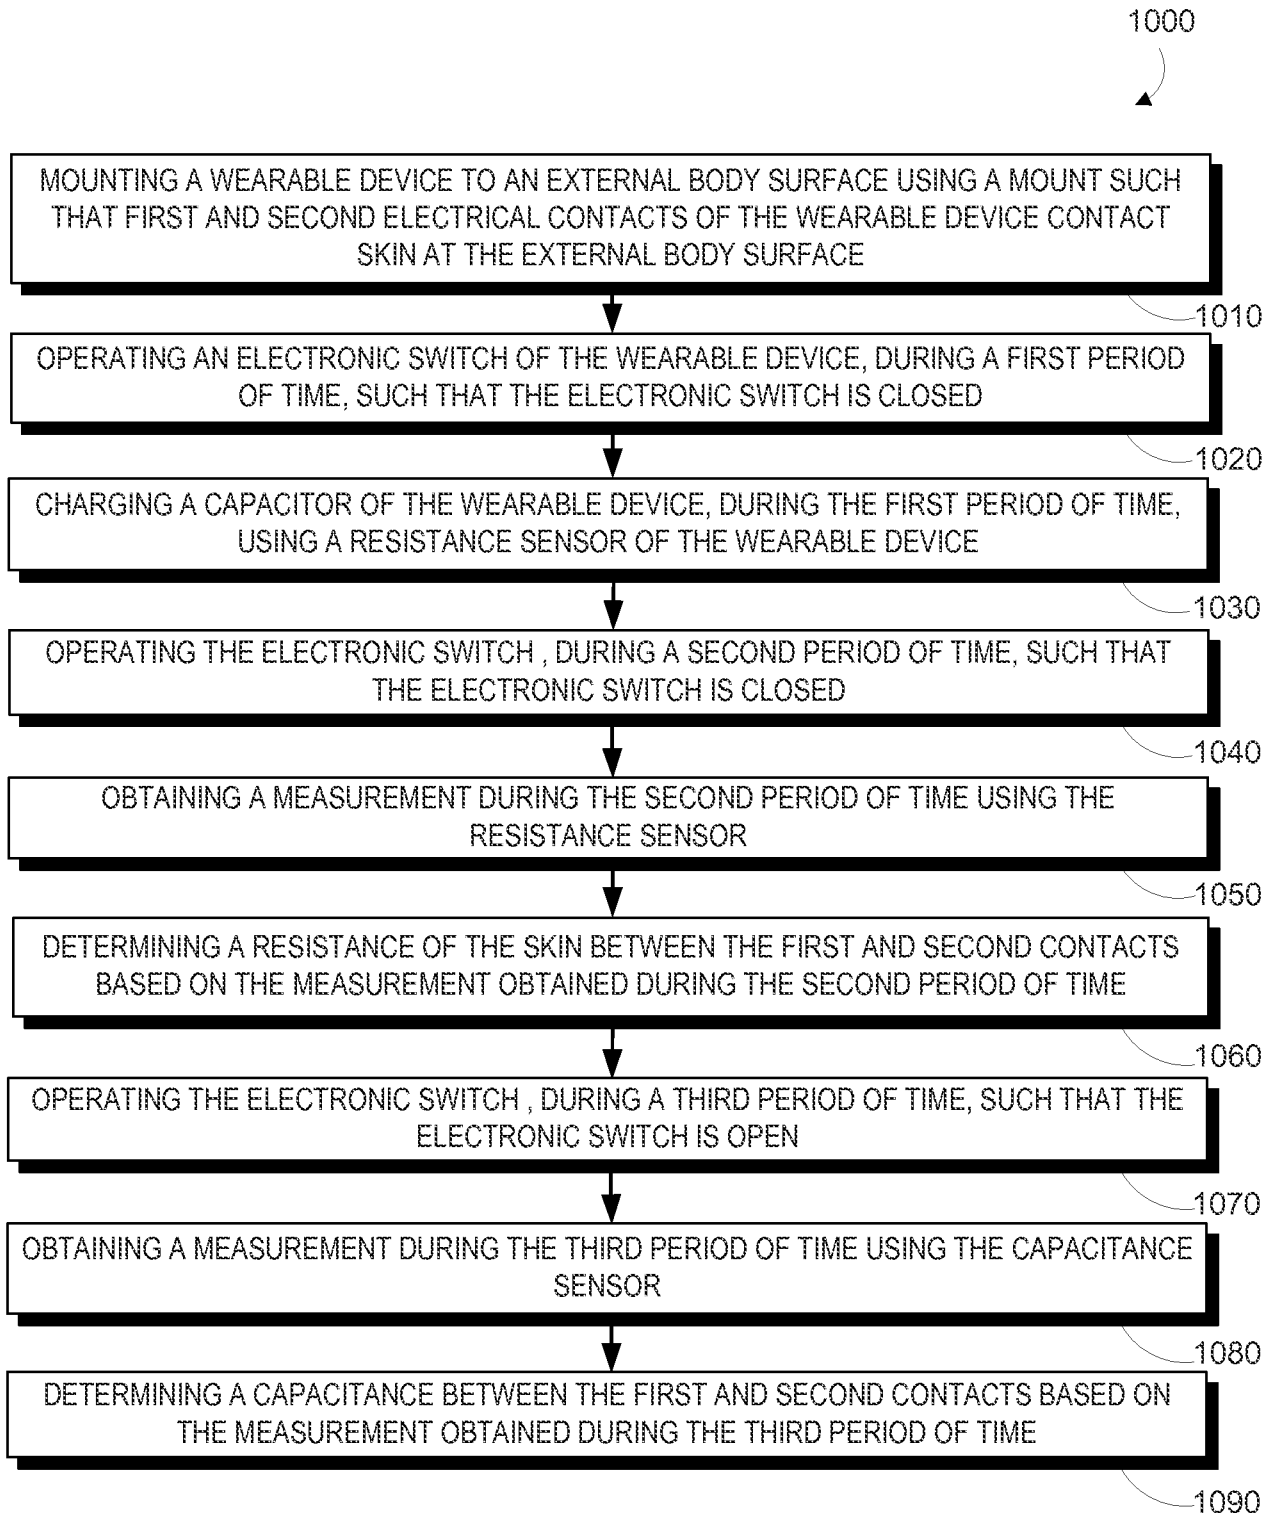 1000
MOUNTING A WEARABLE DEVICE TO AN EXTERNAL BODY SURFACE USING A MOUNT SUCH
THAT FIRST AND SECOND ELECTRICAL CONTACTS OF THE WEARABLE DEVICE CONTACT
SKIN AT THE EXTERNAL BODY SURFACE
1010
OPERATING AN ELECTRONIC SWITCH OF THE WEARABLE DEVICE, DURING A FIRST PERIOD
OF TIME, SUCH THAT THE ELECTRONIC SWITCH IS CLOSED
1020
CHARGING A CAPACITOR OF THE WEARABLE DEVICE, DURING THE FIRST PERIOD OF TIME,
USING A RESISTANCE SENSOR OF THE WEARABLE DEVICE
1030
OPERATING THE ELECTRONIC SWITCH , DURING A SECOND PERIOD OF TIME, SUCH THAT
THE ELECTRONIC SWITCH IS CLOSED
1040
OBTAINING A MEASUREMENT DURING THE SECOND PERIOD OF TIME USING THE
RESISTANCE SENSOR
1050
DETERMINING A RESISTANCE OF THE SKIN BETWEEN THE FIRST AND SECOND CONTACTS
BASED ON THE MEASUREMENT OBTAINED DURING THE SECOND PERIOD OF TIME
1060
OPERATING THE ELECTRONIC SWITCH , DURING A THIRD PERIOD OF TIME, SUCH THAT THE
ELECTRONIC SWITCH IS OPEN
1070
OBTAINING A MEASUREMENT DURING THE THIRD PERIOD OF TIME USING THE CAPACITANCE
SENSOR
1080
DETERMINING A CAPACITANCE BETWEEN THE FIRST AND SECOND CONTACTS BASED ON
THE MEASUREMENT OBTAINED DURING THE THIRD PERIOD OF TIME
1090